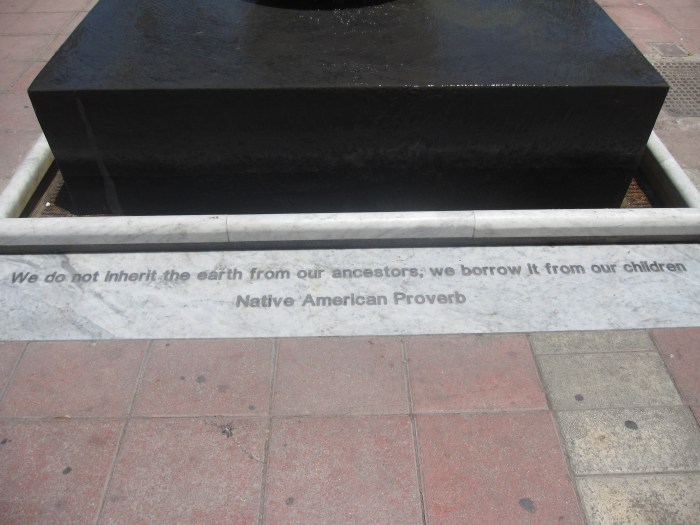 We do not inherit the earth from our ancestors, we borrow it from our children
Native American Proverb